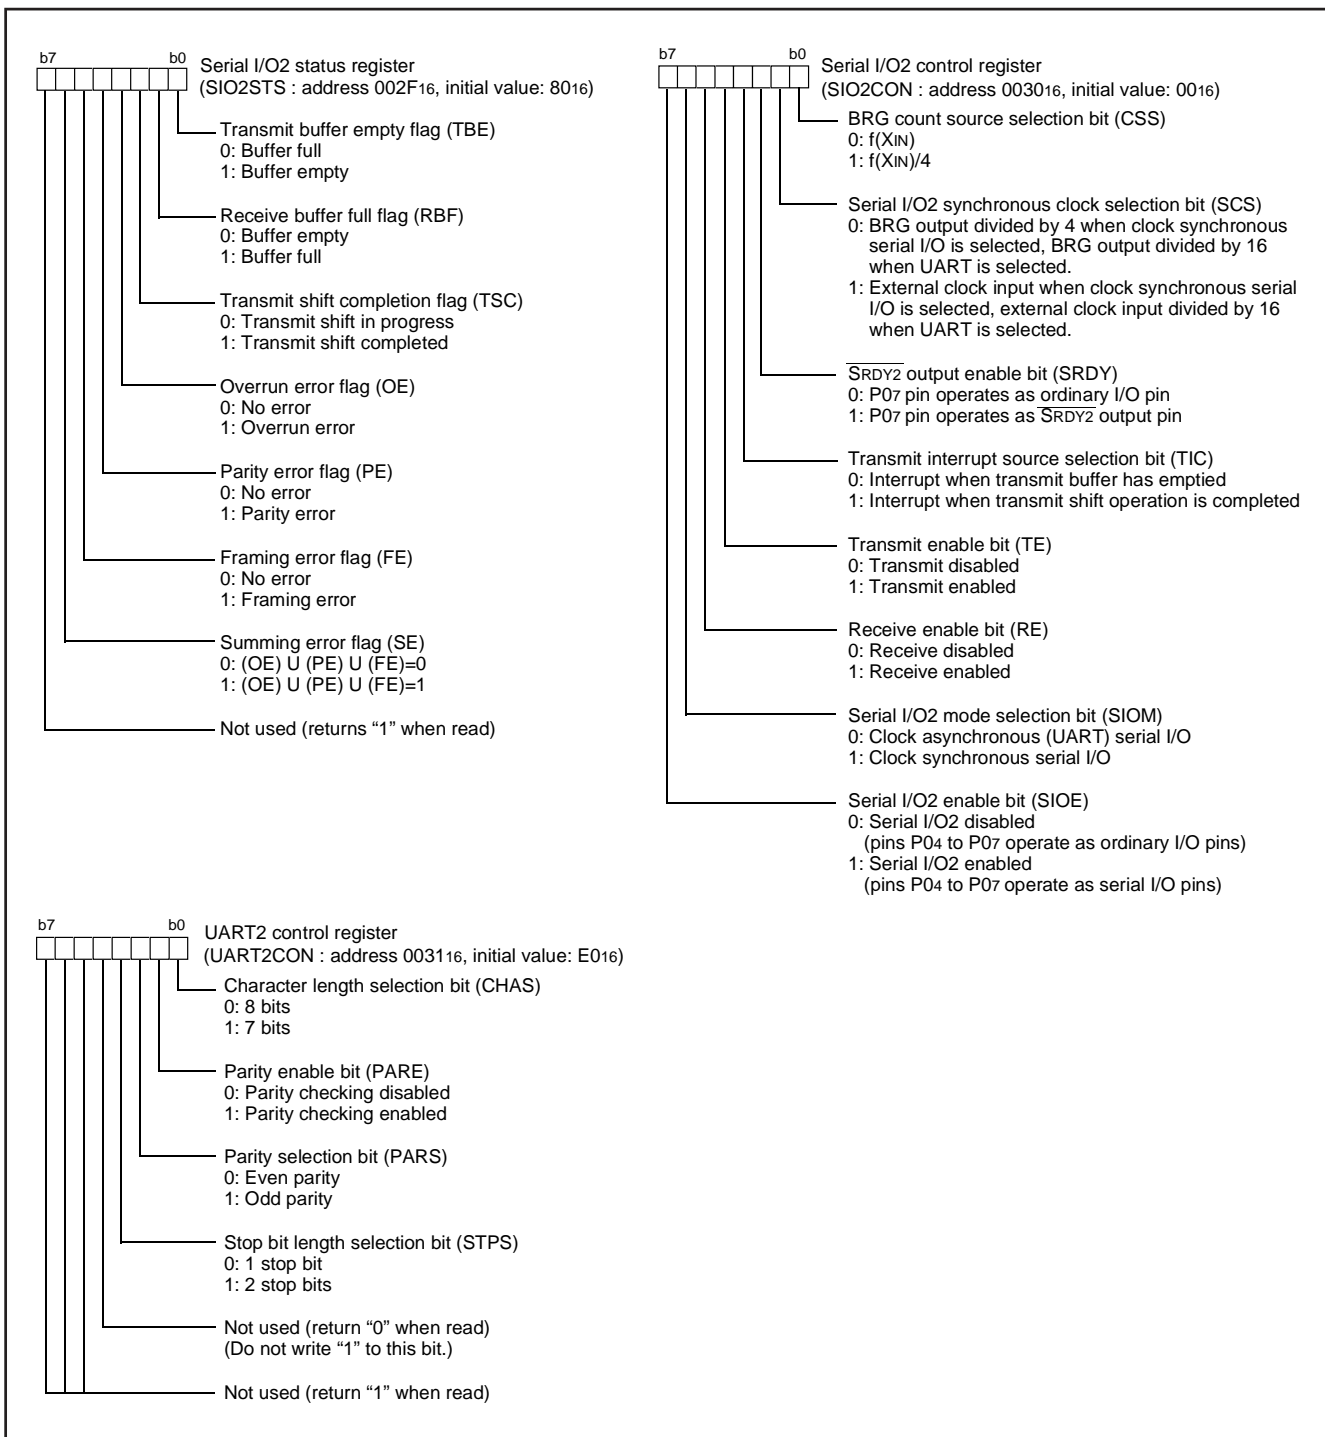 b7 b0
Serial I/O2 status register
(SIO2STS : address 002F16, initial value: 8016)
Transmit buffer empty flag (TBE)
0: Buffer full
1: Buffer empty
Receive buffer full flag (RBF)
0: Buffer empty
1: Buffer full
Transmit shift completion flag (TSC)
0: Transmit shift in progress
1: Transmit shift completed
Overrun error flag (OE)
0: No error
1: Overrun error
Parity error flag (PE)
0: No error
1: Parity error
Framing error flag (FE)
0: No error
1: Framing error
Summing error flag (SE)
0: (OE) U (PE) U (FE)=0
1: (OE) U (PE) U (FE)=1
Not used (returns “1” when read)
b7 b0
Serial I/O2 control register
(SIO2CON : address 003016, initial value: 0016)
BRG count source selection bit (CSS)
0: f(XIN)
1: f(XIN)/4
Serial I/O2 synchronous clock selection bit (SCS)
0: BRG output divided by 4 when clock synchronous
serial I/O is selected, BRG output divided by 16
when UART is selected.
1: External clock input when clock synchronous serial
I/O is selected, external clock input divided by 16
when UART is selected.
SRDY2 output enable bit (SRDY)
0: P07 pin operates as ordinary I/O pin
1: P07 pin operates as SRDY2 output pin
Transmit interrupt source selection bit (TIC)
0: Interrupt when transmit buffer has emptied
1: Interrupt when transmit shift operation is completed
Transmit enable bit (TE)
0: Transmit disabled
1: Transmit enabled
Receive enable bit (RE)
0: Receive disabled
1: Receive enabled
Serial I/O2 mode selection bit (SIOM)
0: Clock asynchronous (UART) serial I/O
1: Clock synchronous serial I/O
Serial I/O2 enable bit (SIOE)
0: Serial I/O2 disabled
(pins P04 to P07 operate as ordinary I/O pins)
1: Serial I/O2 enabled
(pins P04 to P07 operate as serial I/O pins)
b7 b0
UART2 control register
(UART2CON : address 003116, initial value: E016)
Character length selection bit (CHAS)
0: 8 bits
1: 7 bits
Parity enable bit (PARE)
0: Parity checking disabled
1: Parity checking enabled
Parity selection bit (PARS)
0: Even parity
1: Odd parity
Stop bit length selection bit (STPS)
0: 1 stop bit
1: 2 stop bits
Not used (return “0” when read)
(Do not write “1” to this bit.)
Not used (return “1” when read)